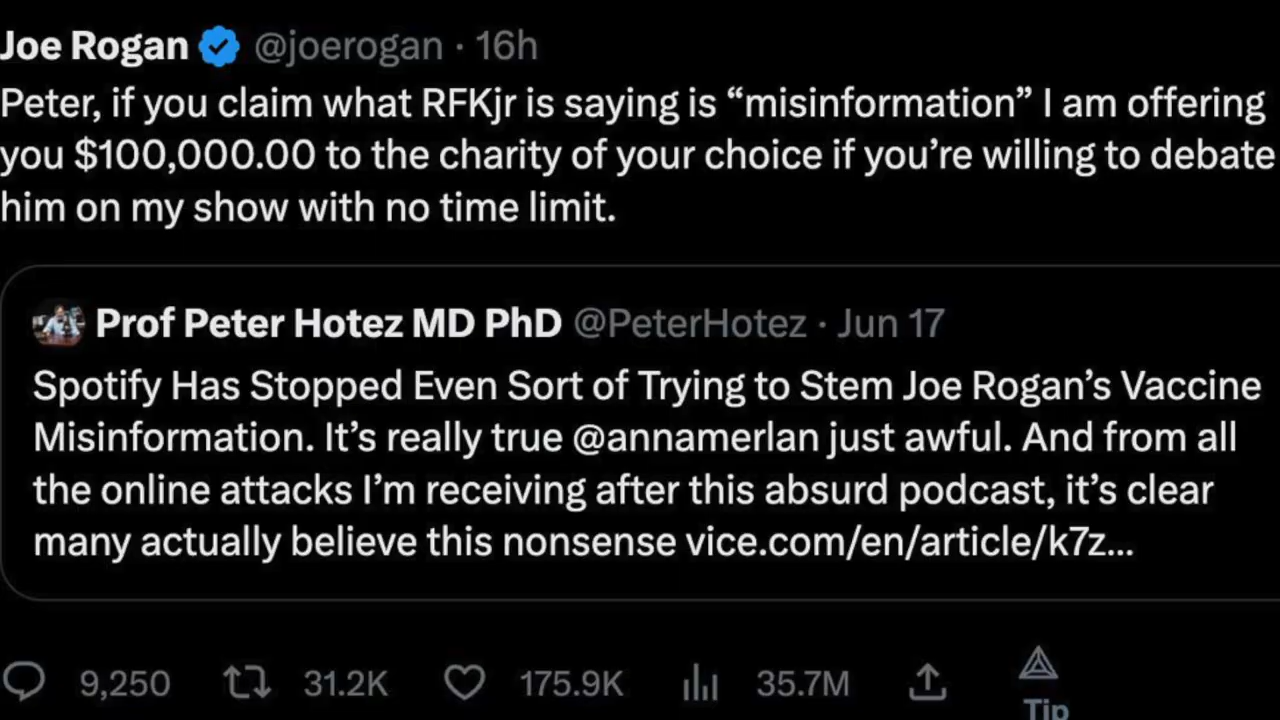 Joe Rogan @joerogan · 16h
Peter, if you claim what RFKjr is saying is “misinformation” I am offering
you $100,000.00 to the charity of your choice if you’re willing to debate
him on my show with no time limit.
Prof Peter Hotez MD PhD @PeterHotez · Jun 17
Spotify Has Stopped Even Sort of Trying to Stem Joe Rogan’s Vaccine
Misinformation. It’s really true @annamerlan just awful. And from all
the online attacks I’m receiving after this absurd podcast, it’s clear
many actually believe this nonsense vice.com/en/article/k7z...
9,250 31.2K 175.9K 35.7M
Tip